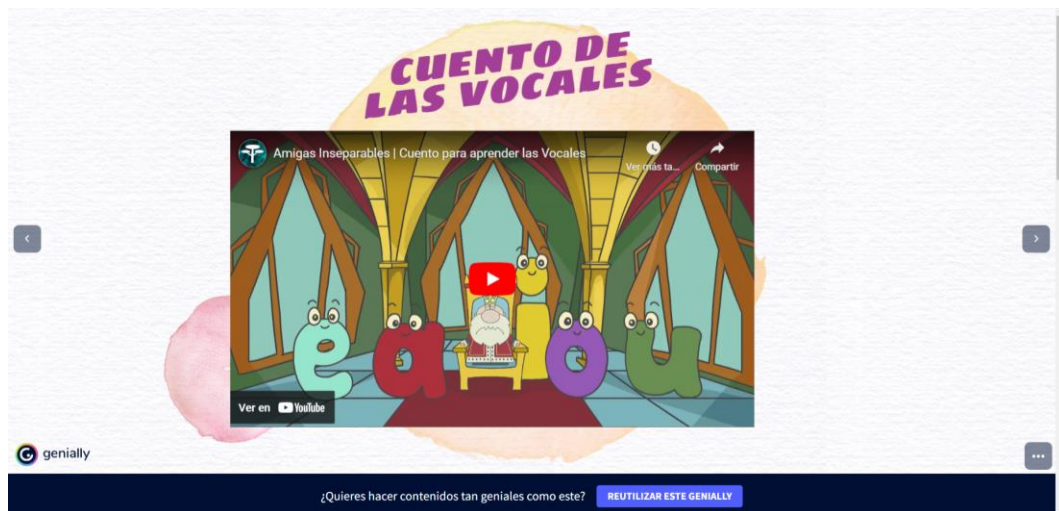 CUENTO DE
LAS VOCALES
Amigas Inseparables | Cuento para aprender las Vocales
Ver más ta...
Compartir
e a i o u
Ver en YouTube
genially
¿Quieres hacer contenidos tan geniales como este?
REUTILIZAR ESTE GENIALLY